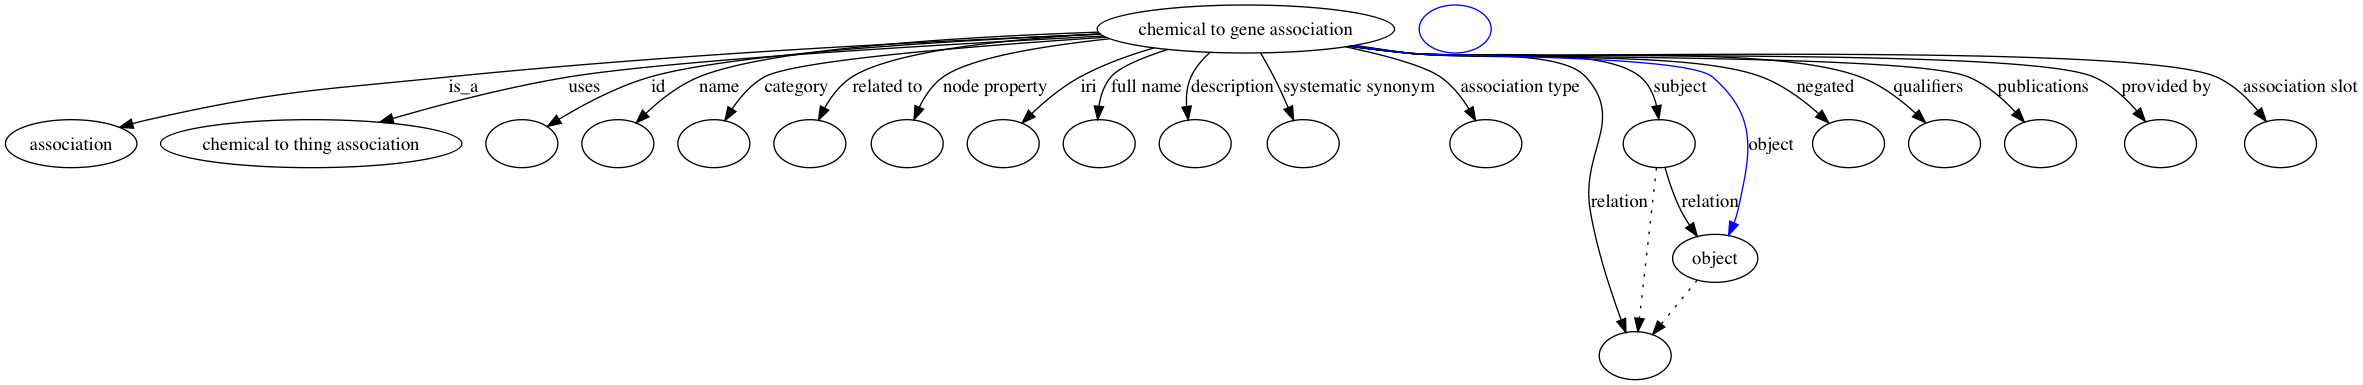 chemical to gene association
is_a
uses
id
name
category
related to
node property
iri
full name
description
systematic synonym
association type
subject
negated
qualifiers
publications
provided by
association slot
association
chemical to thing association
object
relation
relation
object